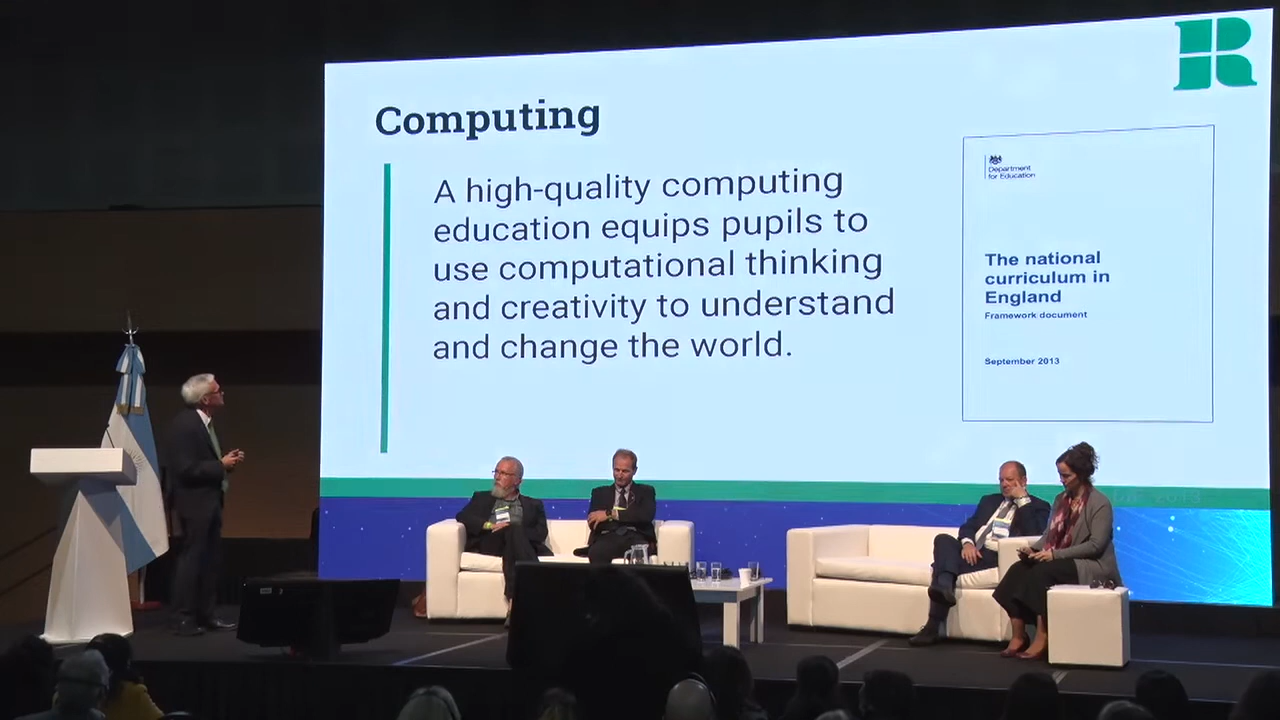 Computing
A high-quality computing
education equips pupils to
use computational thinking
and creativity to understand
and change the world.
R
Department
for Education
The national
curriculum in
England
Framework document
September 2013